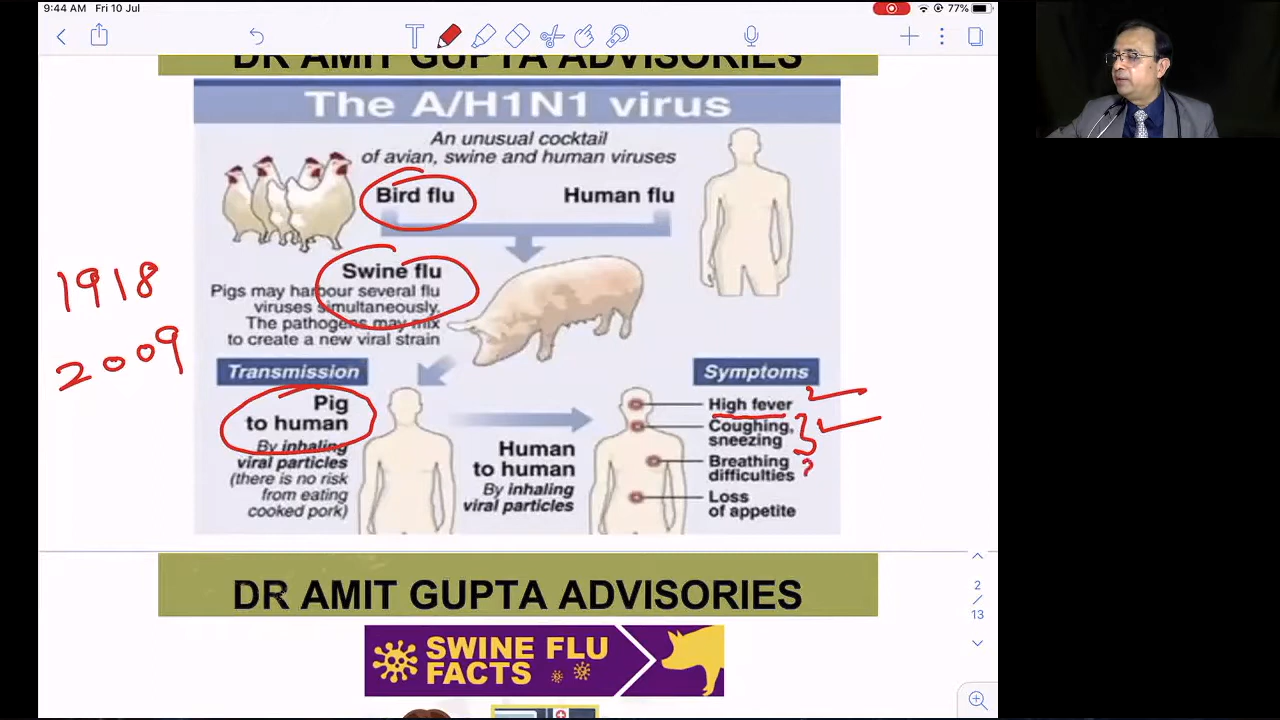 9:44 AM Fri 10 Jul
77%
DR AMIT GUPTA ADVISORIES
The A/H1N1 virus
An unusual cocktail
of avian, swine and human viruses
Bird flu
Human flu
Swine flu
Pigs may harbour several flu
viruses simultaneously.
The pathogens may mix
to create a new viral strain
1918
2009
Transmission
Pig
to human
By inhaling
viral particles
(there is no risk
from eating
cooked pork)
Human
to human
By inhaling
viral particles
Symptoms
High fever
Coughing,
sneezing
Breathing
difficulties
Loss
of appetite
2
/
13
DR AMIT GUPTA ADVISORIES
SWINE FLU
FACTS